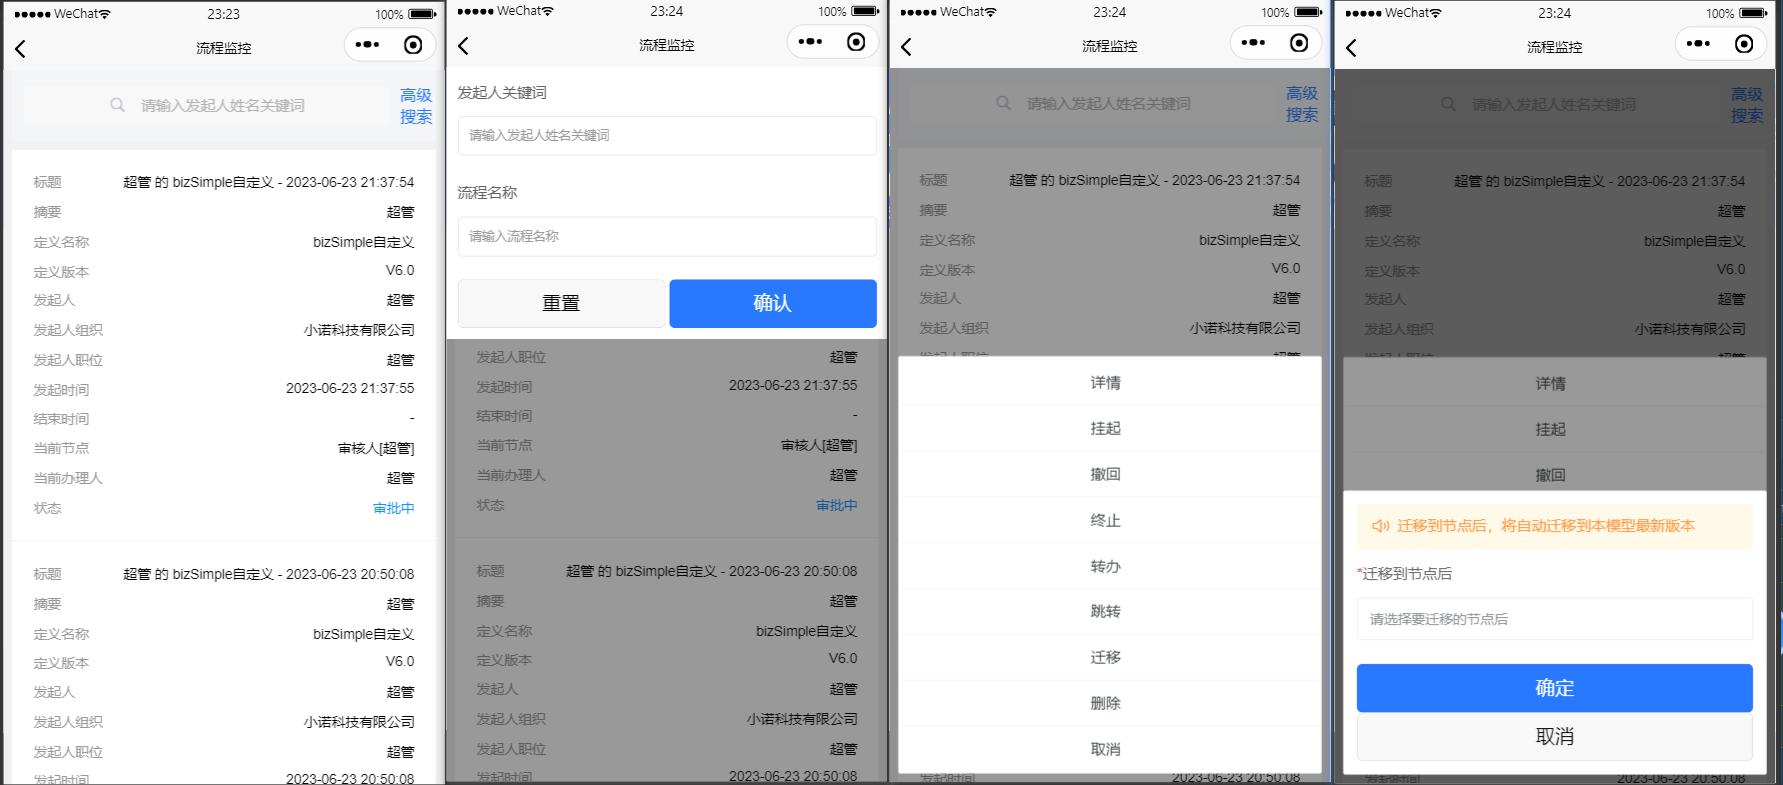 ●●●●● WeChat 23:23 100%
流程监控
请输入发起人姓名关键词
高级
搜索
标题 超管 的 bizSimple自定义 - 2023-06-23 21:37:54
摘要 超管
定义名称 bizSimple自定义
定义版本 V6.0
发起人 超管
发起人组织 小诺科技有限公司
发起人职位 超管
发起时间 2023-06-23 21:37:55
结束时间 -
当前节点 审核人[超管]
当前办理人 超管
状态 审批中
标题 超管 的 bizSimple自定义 - 2023-06-23 20:50:08
摘要 超管
定义名称 bizSimple自定义
定义版本 V6.0
发起人 超管
发起人组织 小诺科技有限公司
发起人职位 超管
发起时间 2023-06-23 20:50:08
●●●●● WeChat 23:24 100%
流程监控
发起人关键词
请输入发起人姓名关键词
流程名称
请输入流程名称
重置 确认
发起人职位 超管
发起时间 2023-06-23 21:37:55
结束时间 -
当前节点 审核人[超管]
当前办理人 超管
状态 审批中
标题 超管 的 bizSimple自定义 - 2023-06-23 20:50:08
摘要 超管
定义名称 bizSimple自定义
定义版本 V6.0
发起人 超管
发起人组织 小诺科技有限公司
发起人职位 超管
发起时间 2023-06-23 20:50:08
●●●●● WeChat 23:24 100%
流程监控
请输入发起人姓名关键词
高级
搜索
标题 超管 的 bizSimple自定义 - 2023-06-23 21:37:54
摘要 超管
定义名称 bizSimple自定义
定义版本 V6.0
发起人 超管
发起人组织 小诺科技有限公司
发起人职位 超管
详情
挂起
撤回
终止
转办
跳转
迁移
删除
取消
发起时间 2023-06-23 20:50:08
●●●●● WeChat 23:24 100%
流程监控
请输入发起人姓名关键词
高级
搜索
标题 超管 的 bizSimple自定义 - 2023-06-23 21:37:54
摘要 超管
定义名称 bizSimple自定义
定义版本 V6.0
发起人 超管
发起人组织 小诺科技有限公司
发起人职位 超管
详情
挂起
撤回
迁移到节点后，将自动迁移到本模型最新版本
*迁移到节点后
请选择要迁移的节点后
确定
取消
发起时间 2023-06-23 20:50:08